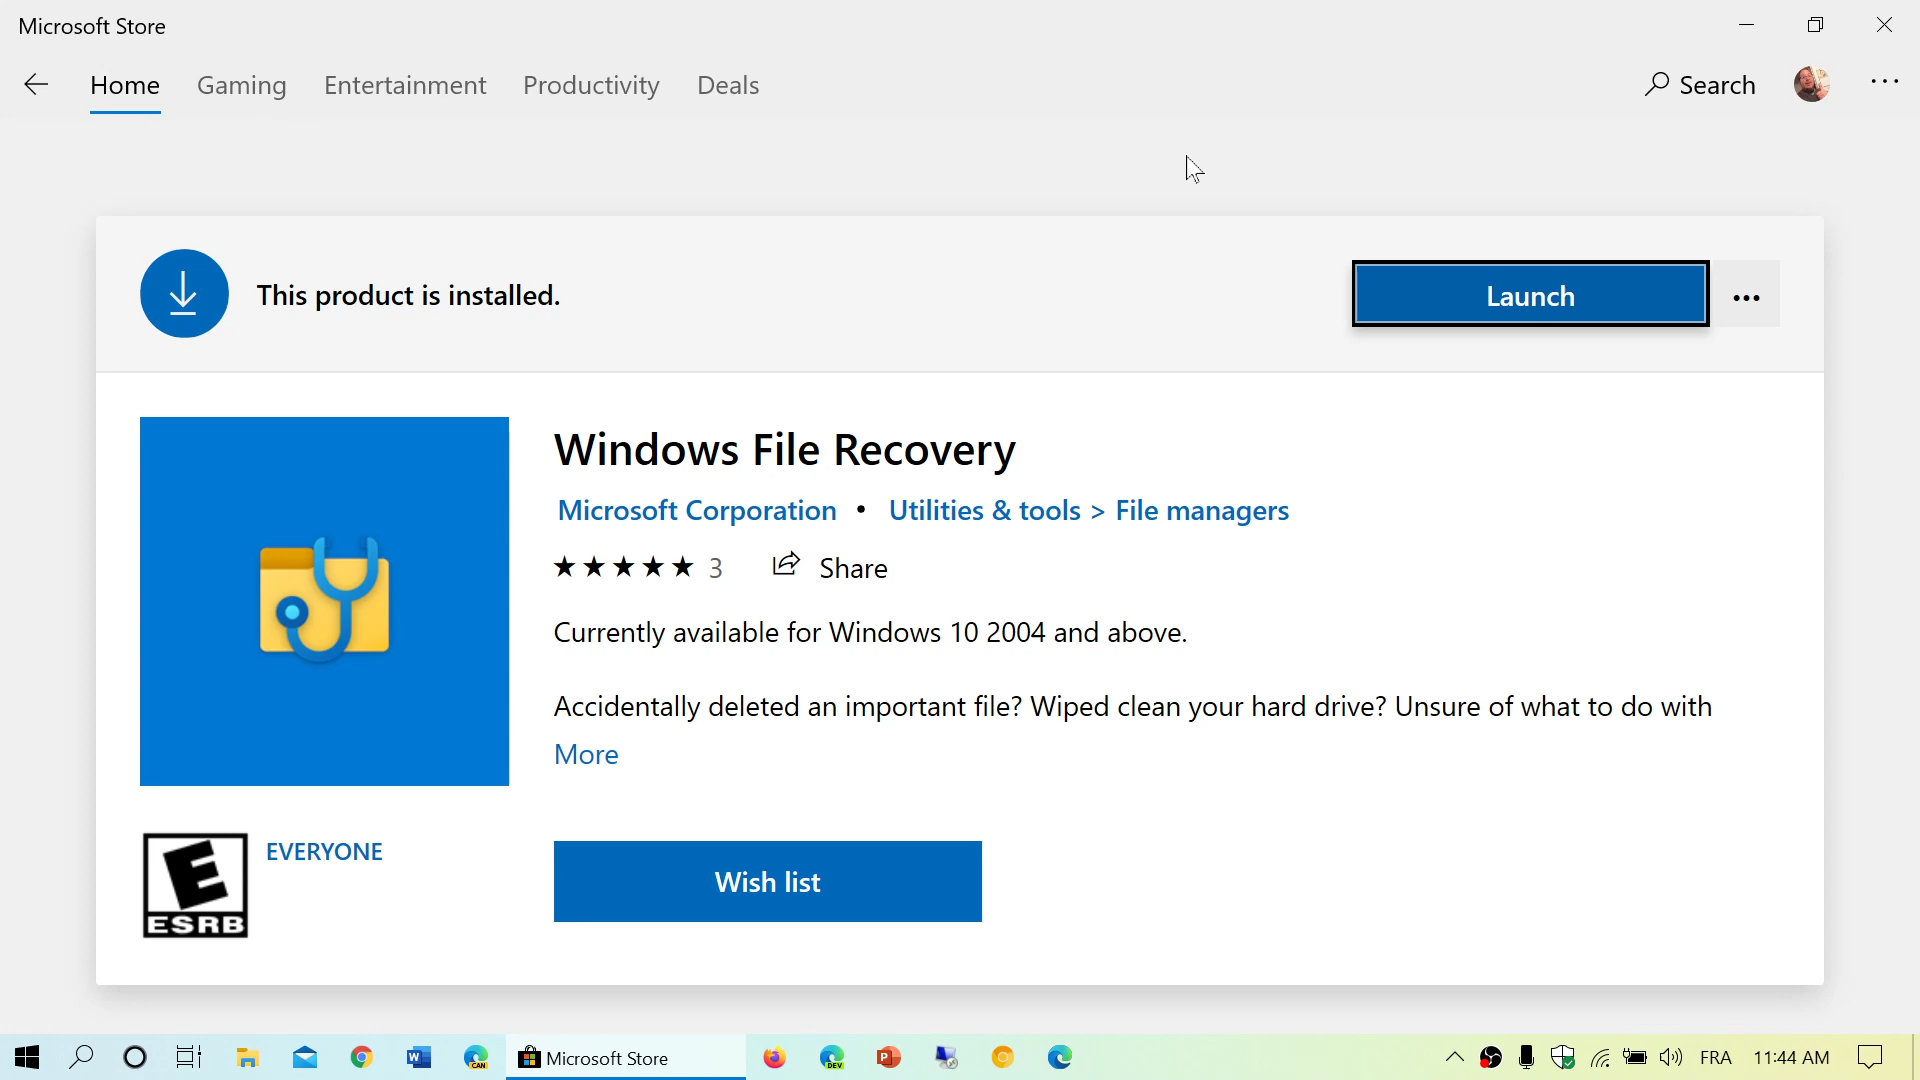 Microsoft Store
Home Gaming Entertainment Productivity Deals Search
This product is installed.
Launch
Windows File Recovery
Microsoft Corporation • Utilities & tools > File managers
★★★★★ 3 Share
Currently available for Windows 10 2004 and above.
Accidentally deleted an important file? Wiped clean your hard drive? Unsure of what to do with
More
E
ESRB
EVERYONE
Wish list
W CAN Microsoft Store DEV P FRA 11:44 AM